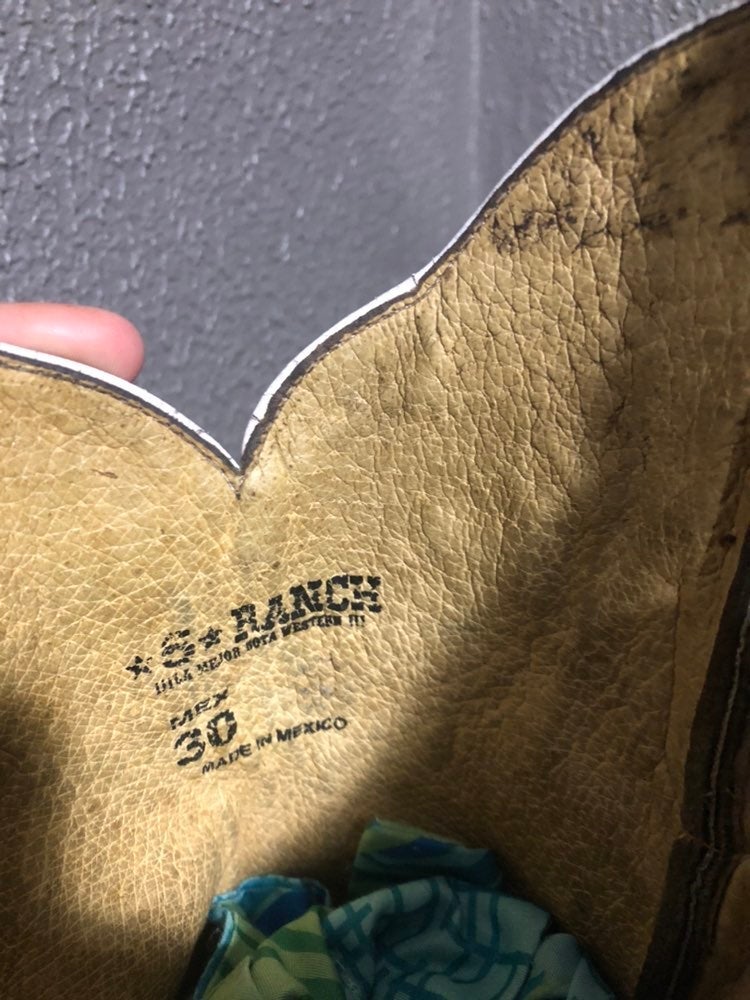 ★S★ RANCH
!!!LA MEJOR BOTA WESTERN !!!
MEX
30
MADE IN MEXICO